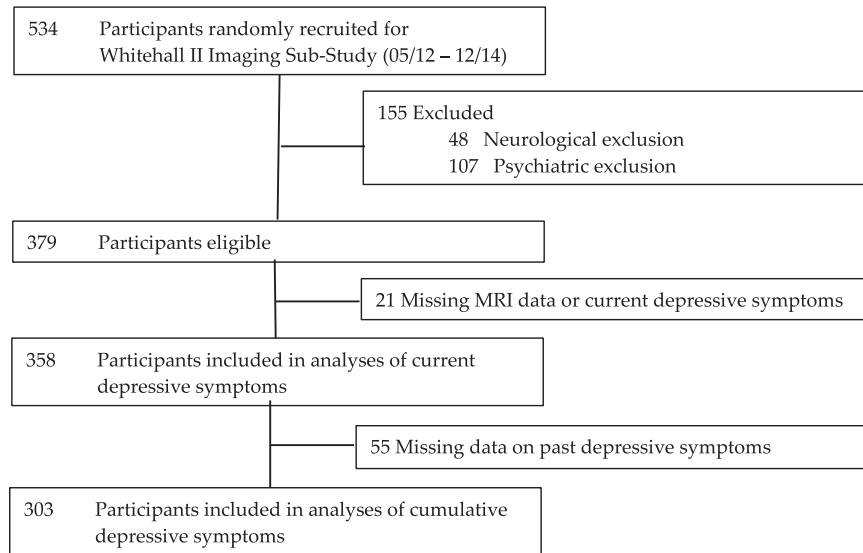 534 Participants randomly recruited for
Whitehall II Imaging Sub-Study (05/12 – 12/14)
155 Excluded
48 Neurological exclusion
107 Psychiatric exclusion
379 Participants eligible
21 Missing MRI data or current depressive symptoms
358 Participants included in analyses of current
depressive symptoms
55 Missing data on past depressive symptoms
303 Participants included in analyses of cumulative
depressive symptoms